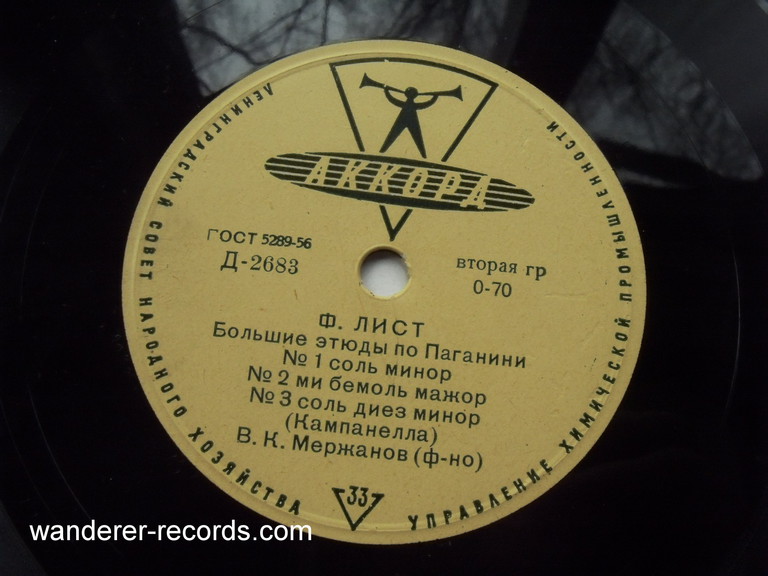 ЛЕНИНГРАДСКИЙ СОВЕТ НАРОДНОГО ХОЗЯЙСТВА
УПРАВЛЕНИЕ ХИМИЧЕСКОЙ ПРОМЫШЛЕННОСТИ
АККОРД
ГОСТ 5289-56
Д-2683
вторая гр
0-70
Ф. ЛИСТ
Большие этюды по Паганини
№ 1 соль минор
№ 2 ми бемоль мажор
№ 3 соль диез минор
(Кампанелла)
В. К. Мержанов (ф-но)
33
wanderer-records.com